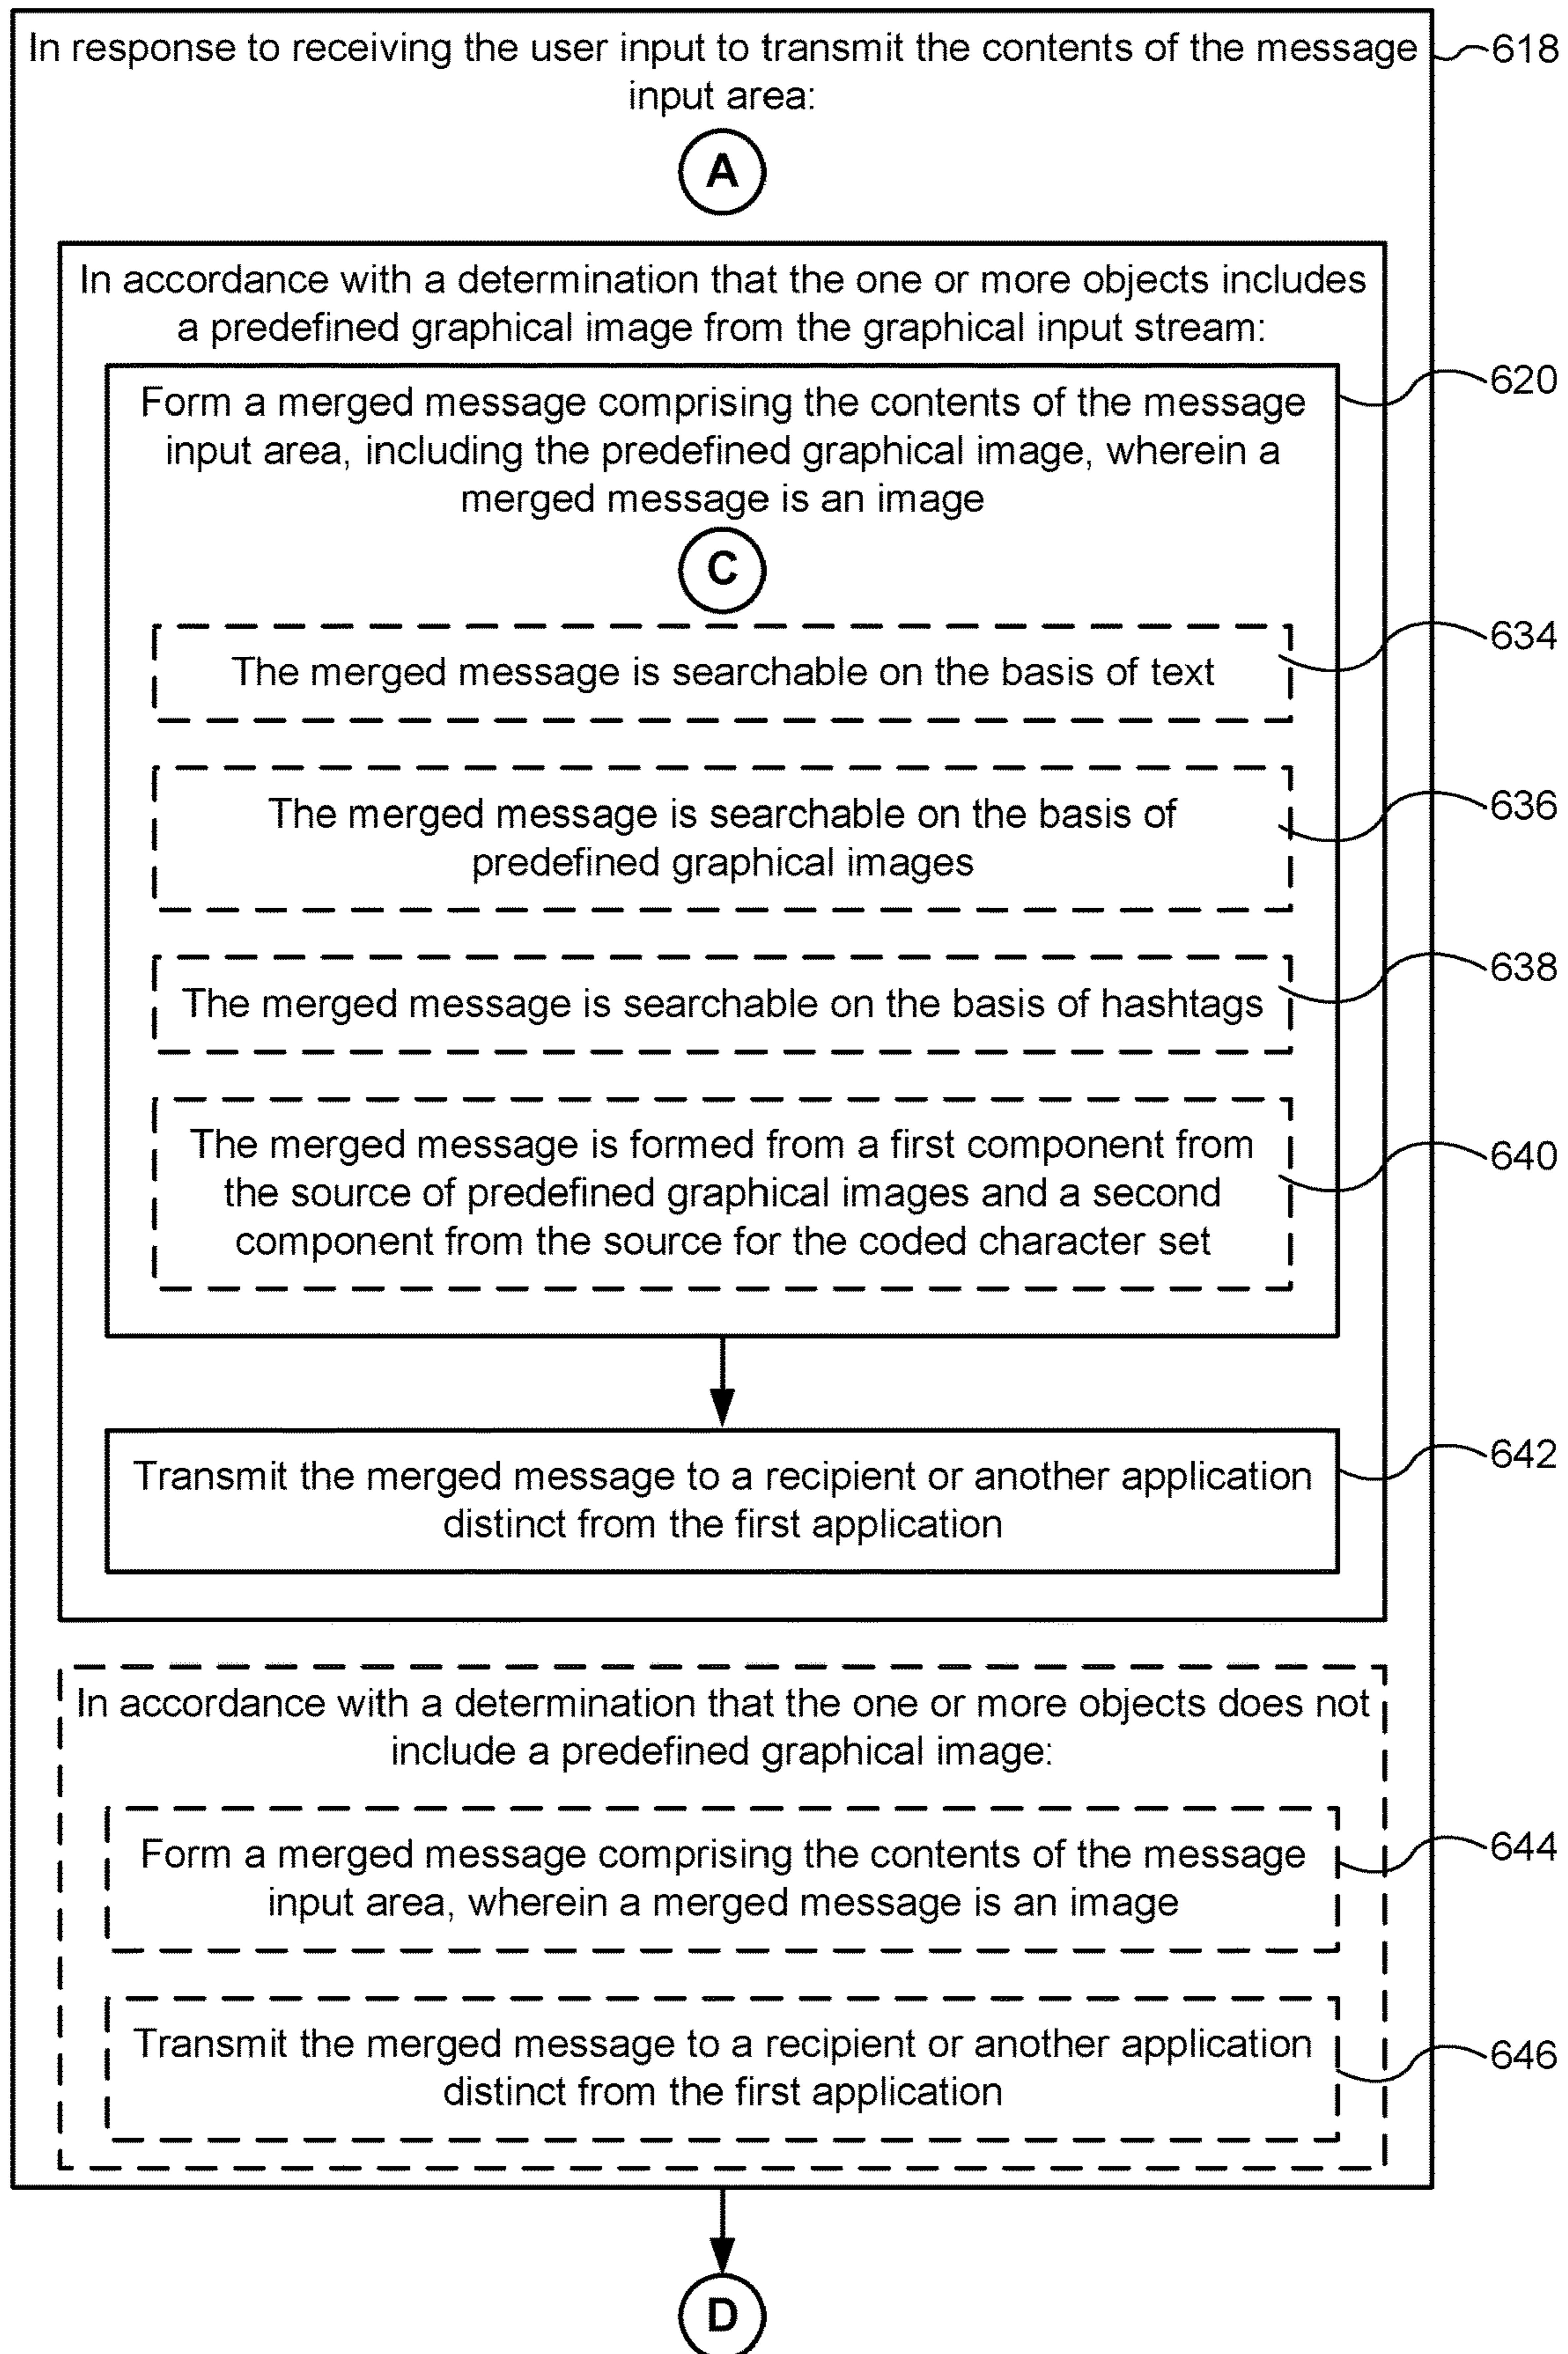 In response to receiving the user input to transmit the contents of the message
618
input area:
A
In accordance with a determination that the one or more objects includes
a predefined graphical image from the graphical input stream:
620
Form a merged message comprising the contents of the message
input area, including the predefined graphical image, wherein a
merged message is an image
C
634
The merged message is searchable on the basis of text
636
The merged message is searchable on the basis of
predefined graphical images
638
The merged message is searchable on the basis of hashtags
640
The merged message is formed from a first component from
the source of predefined graphical images and a second
component from the source for the coded character set
642
Transmit the merged message to a recipient or another application
distinct from the first application
In accordance with a determination that the one or more objects does not
include a predefined graphical image:
644
Form a merged message comprising the contents of the message
input area, wherein a merged message is an image
646
Transmit the merged message to a recipient or another application
distinct from the first application
D